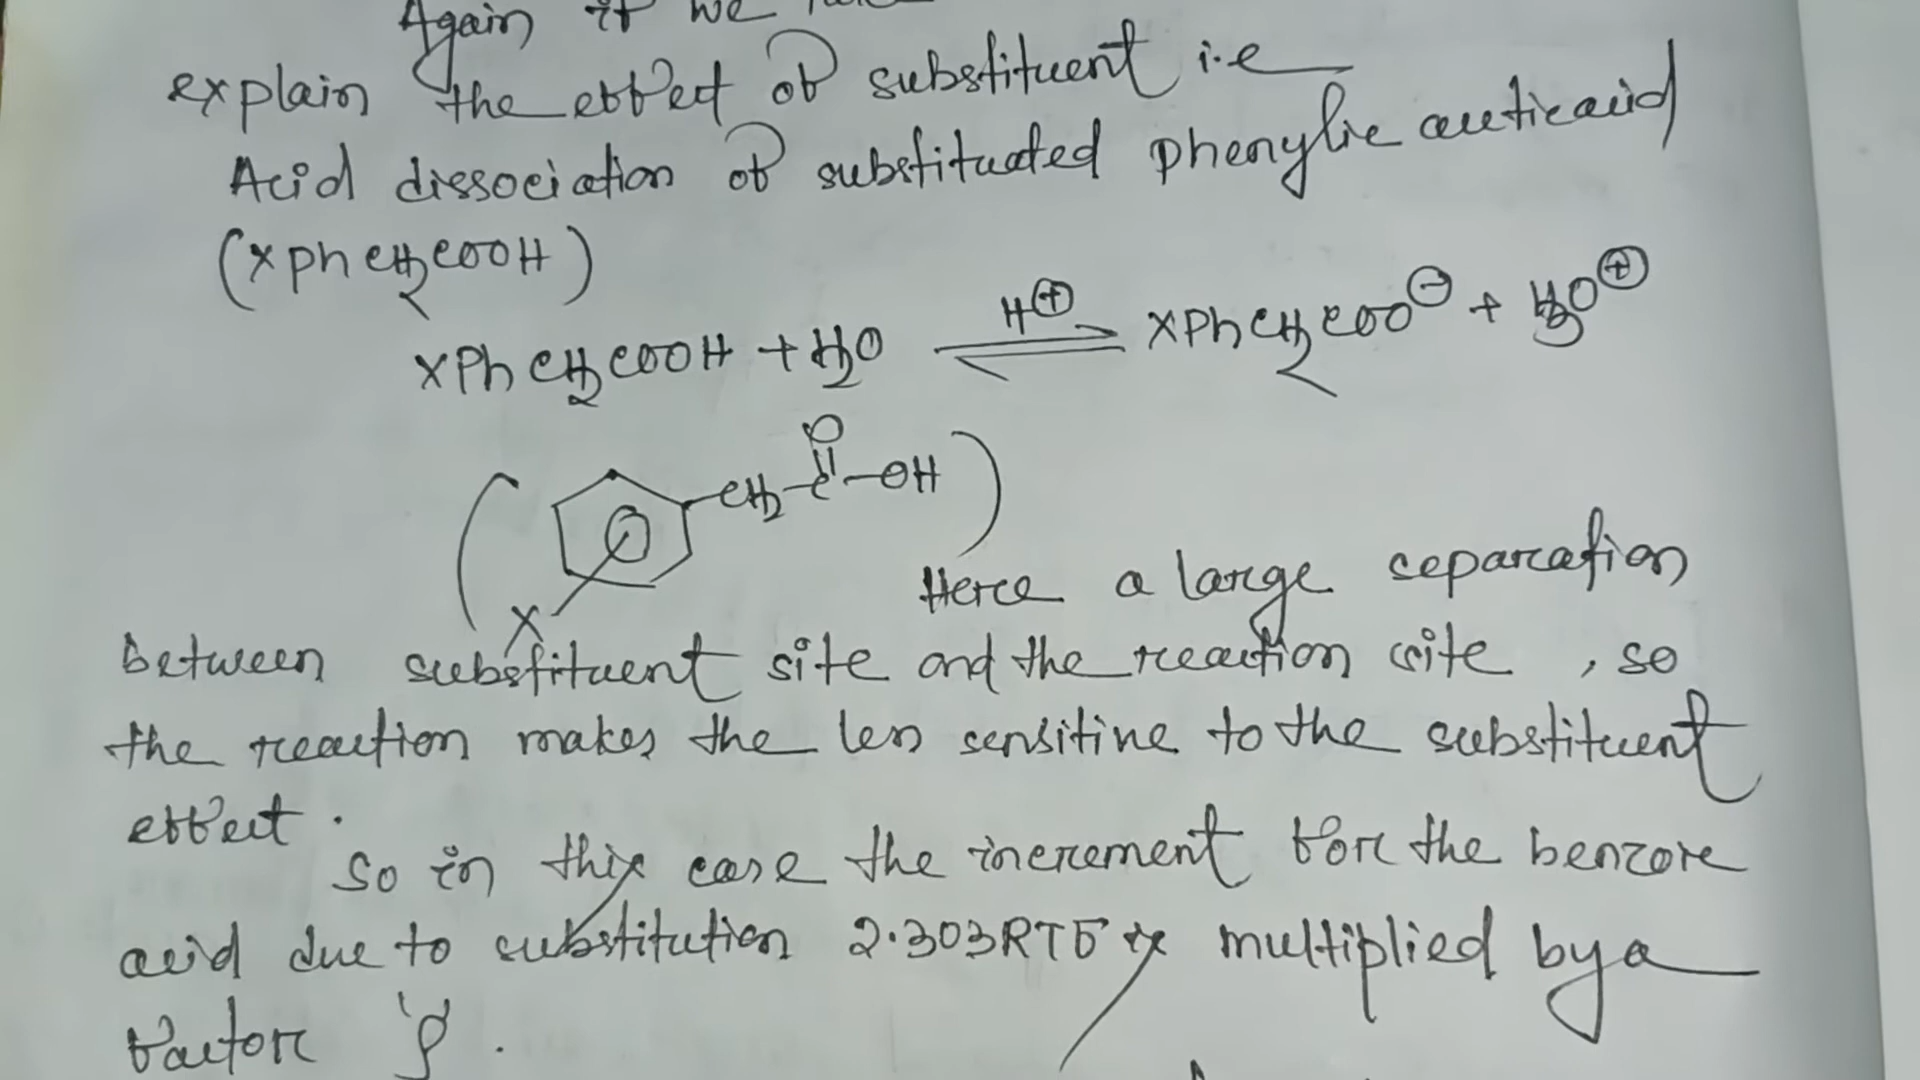 Again if we
explain the effect of substituent i.e
Acid dissociation of substituated phenylic aceticacid
(XPhCH₂COOH)
XPhCH₂COOH + H₂O ⇌ H⊕ XPhCH₂COO⊖ + H₃O⊕
O
CH₂-C-OH
X
Here a large separation
between substituent site and the reaction site, so
the reaction makes the less sensitive to the substituent
effect.
So in this case the increment for the benzoic
acid due to substitution 2.303RTσ is multiplied by a
factor 'ρ'.